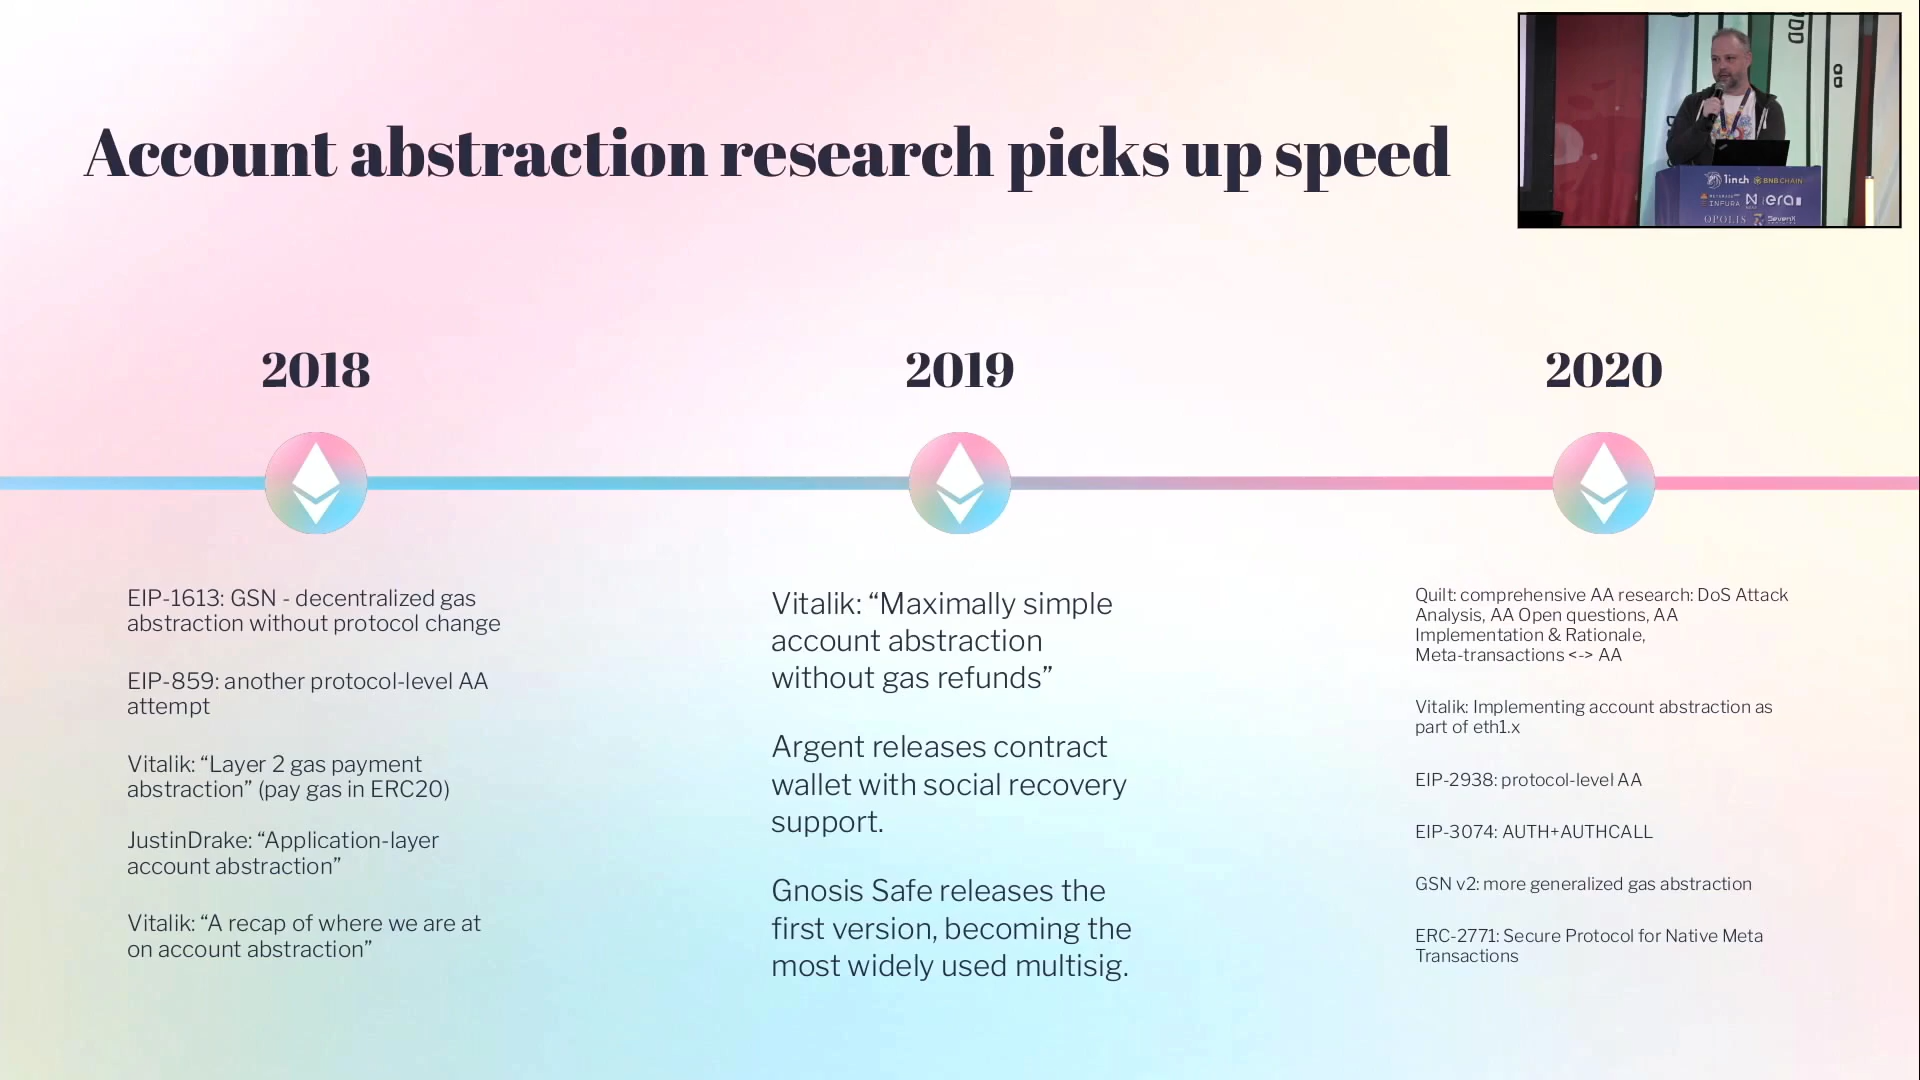 Account abstraction research picks up speed
1inch BNB CHAIN
INFURA N era
OPOLIS SevenX
2018
2019
2020
EIP-1613: GSN - decentralized gas
abstraction without protocol change
EIP-859: another protocol-level AA
attempt
Vitalik: “Layer 2 gas payment
abstraction” (pay gas in ERC20)
JustinDrake: “Application-layer
account abstraction”
Vitalik: “A recap of where we are at
on account abstraction”
Vitalik: “Maximally simple
account abstraction
without gas refunds”
Argent releases contract
wallet with social recovery
support.
Gnosis Safe releases the
first version, becoming the
most widely used multisig.
Quilt: comprehensive AA research: DoS Attack
Analysis, AA Open questions, AA
Implementation & Rationale,
Meta-transactions <-> AA
Vitalik: Implementing account abstraction as
part of eth1.x
EIP-2938: protocol-level AA
EIP-3074: AUTH+AUTHCALL
GSN v2: more generalized gas abstraction
ERC-2771: Secure Protocol for Native Meta
Transactions